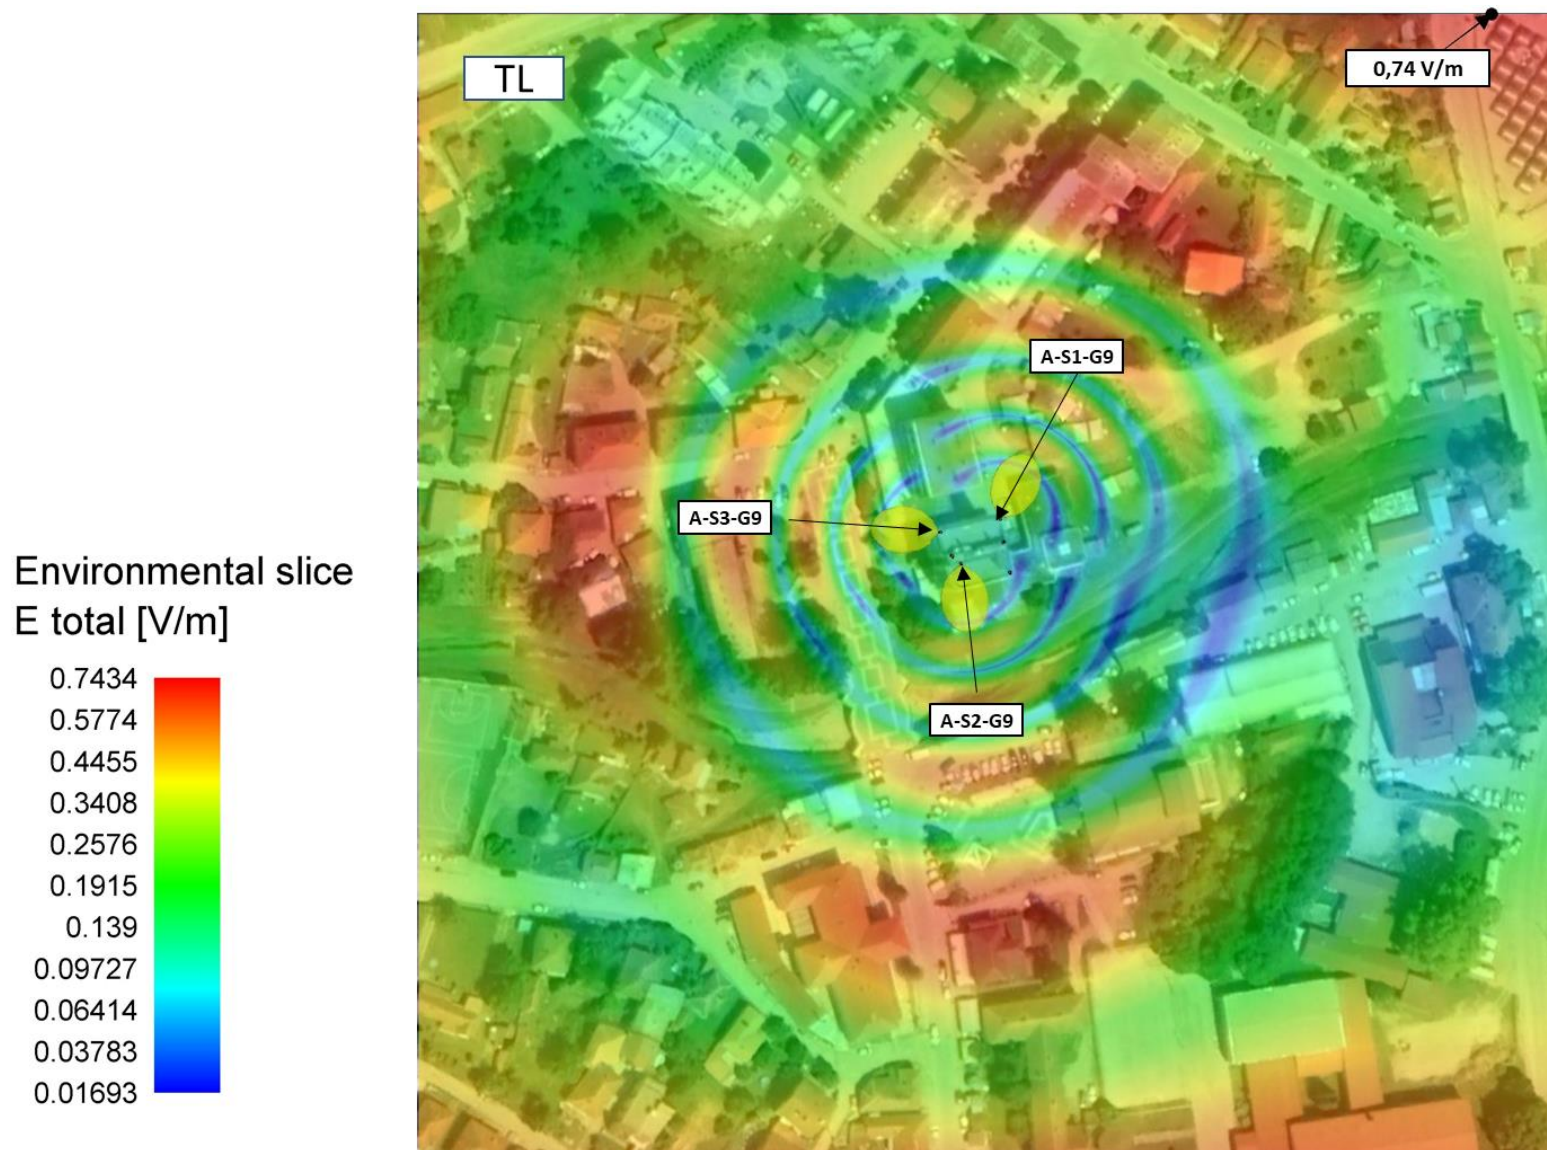 TL
0,74 V/m
A-S1-G9
A-S3-G9
A-S2-G9
Environmental slice
E total [V/m]
0.7434
0.5774
0.4455
0.3408
0.2576
0.1915
0.139
0.09727
0.06414
0.03783
0.01693